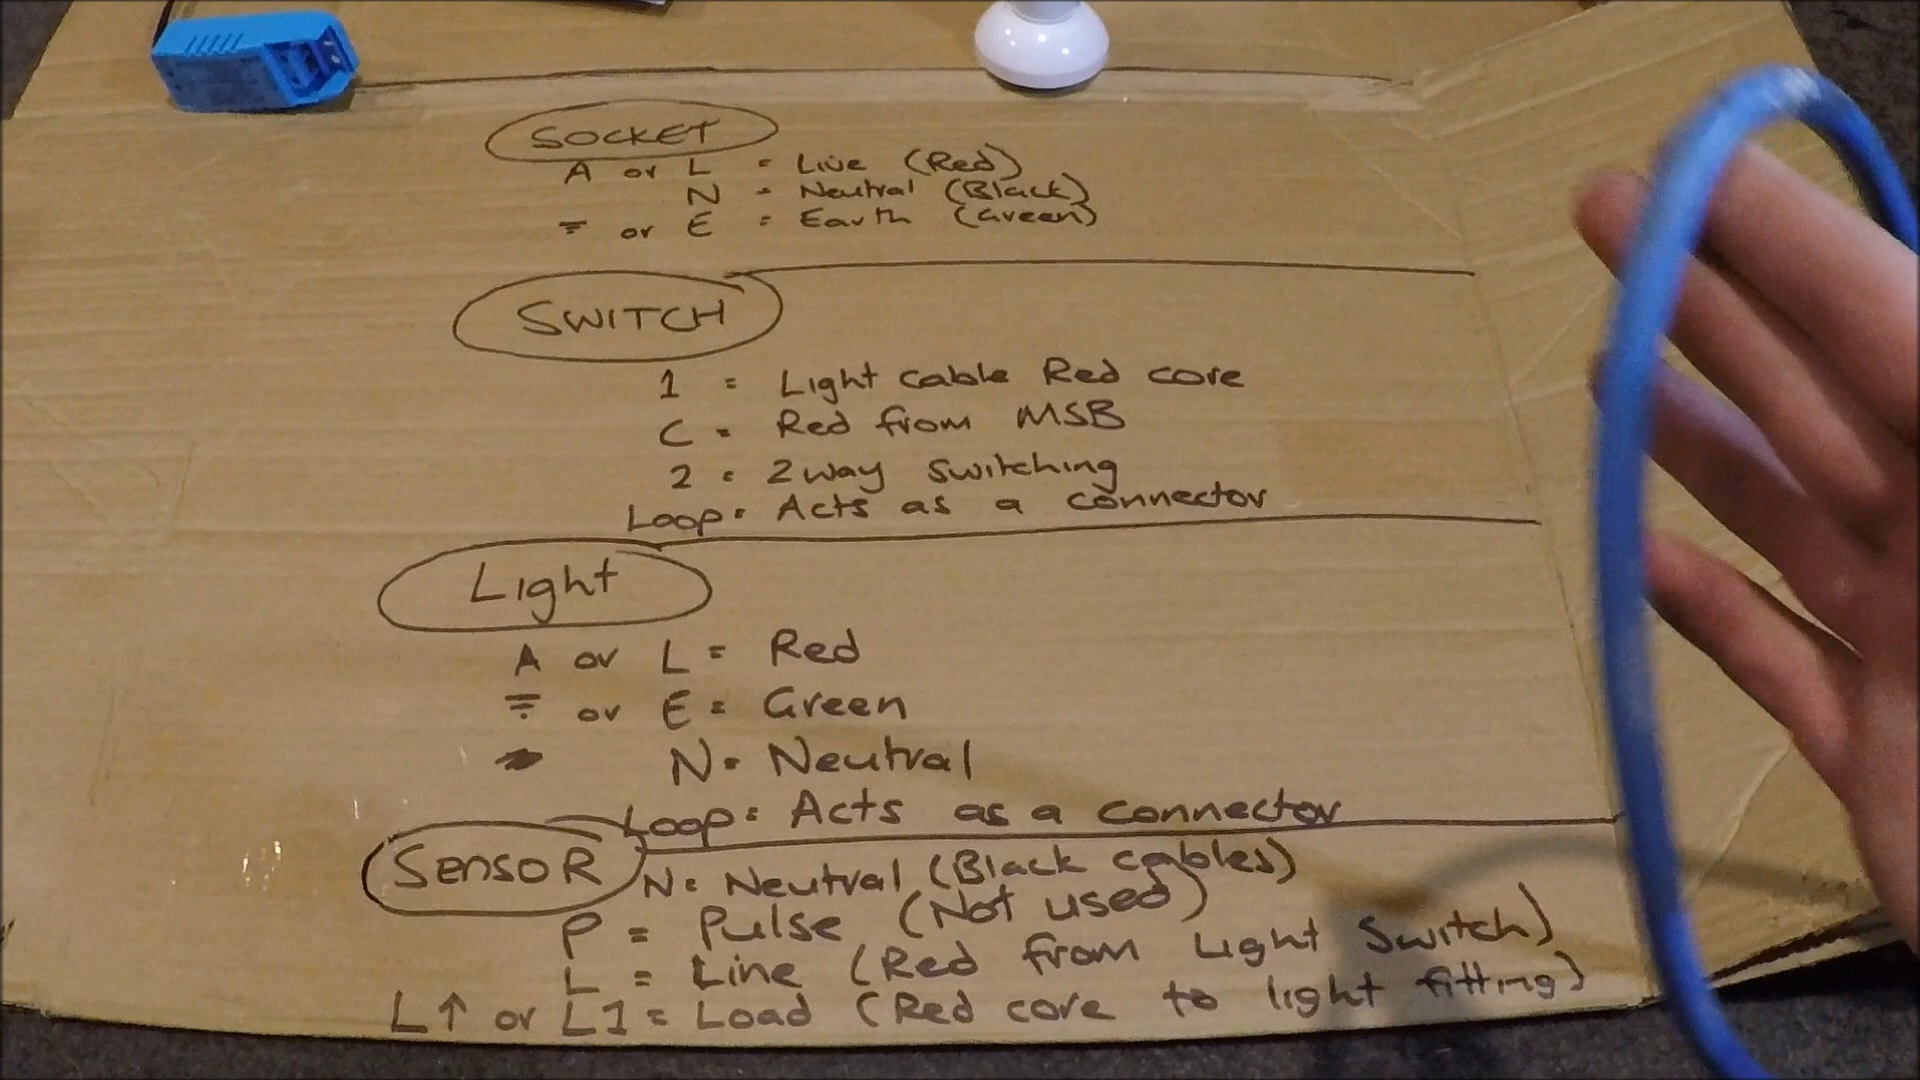 SOCKET
A or L = Live (Red)
N = Neutral (Black)
⏚ or E = Earth (Green)
SWITCH
1 = Light cable Red core
C = Red from MSB
2 = 2way switching
Loop = Acts as a connector
Light
A or L = Red
⏚ or E = Green
N = Neutral
Loop = Acts as a connector
SENSOR
N = Neutral (Black cables)
P = Pulse (Not used)
L = Line (Red from Light Switch)
L↑ or L1 = Load (Red core to light fitting)